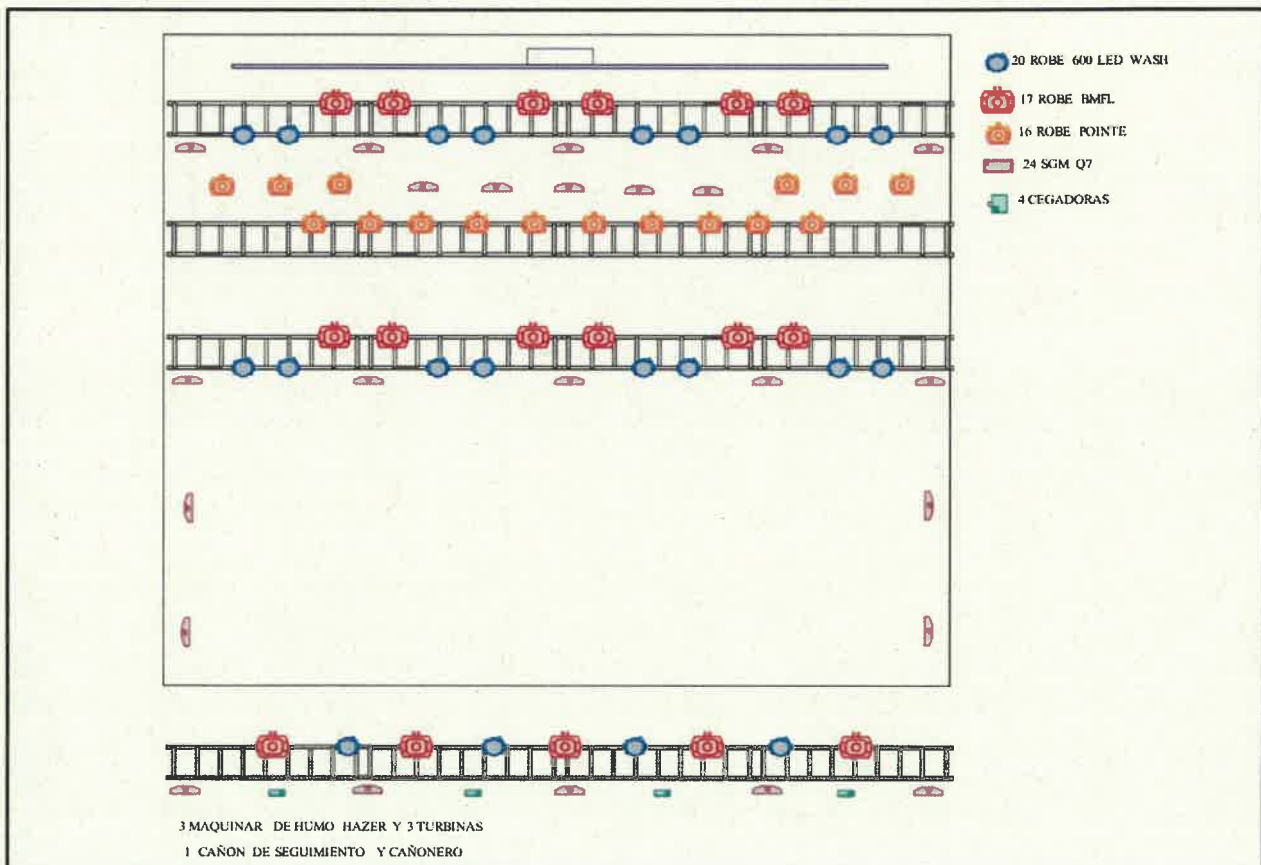 20 ROBE 600 LED WASH
17 ROBE BMFL
16 ROBE POINTE
24 SGM Q7
4 CEGADORAS
3 MAQUINAR DE HUMO HAZER Y 3 TURBINAS
1 CAÑON DE SEGUIMIENTO Y CAÑONERO